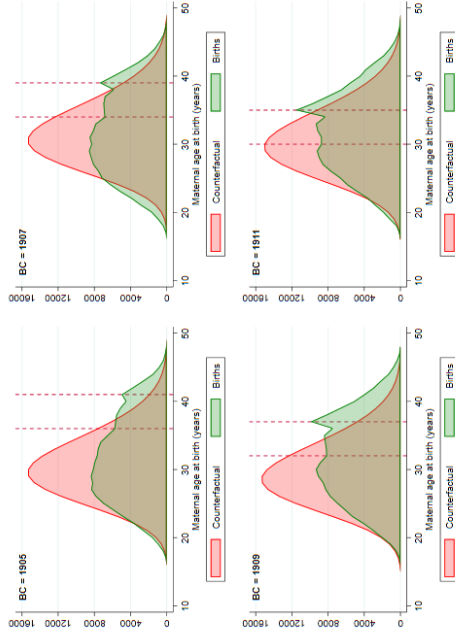 BC = 1905
16000
12000
8000
4000
0
10 20 30 40 50
Maternal age at birth (years)
Counterfactual Births
BC = 1907
16000
12000
8000
4000
0
10 20 30 40 50
Maternal age at birth (years)
Counterfactual Births
BC = 1909
16000
12000
8000
4000
0
10 20 30 40 50
Maternal age at birth (years)
Counterfactual Births
BC = 1911
16000
12000
8000
4000
0
10 20 30 40 50
Maternal age at birth (years)
Counterfactual Births